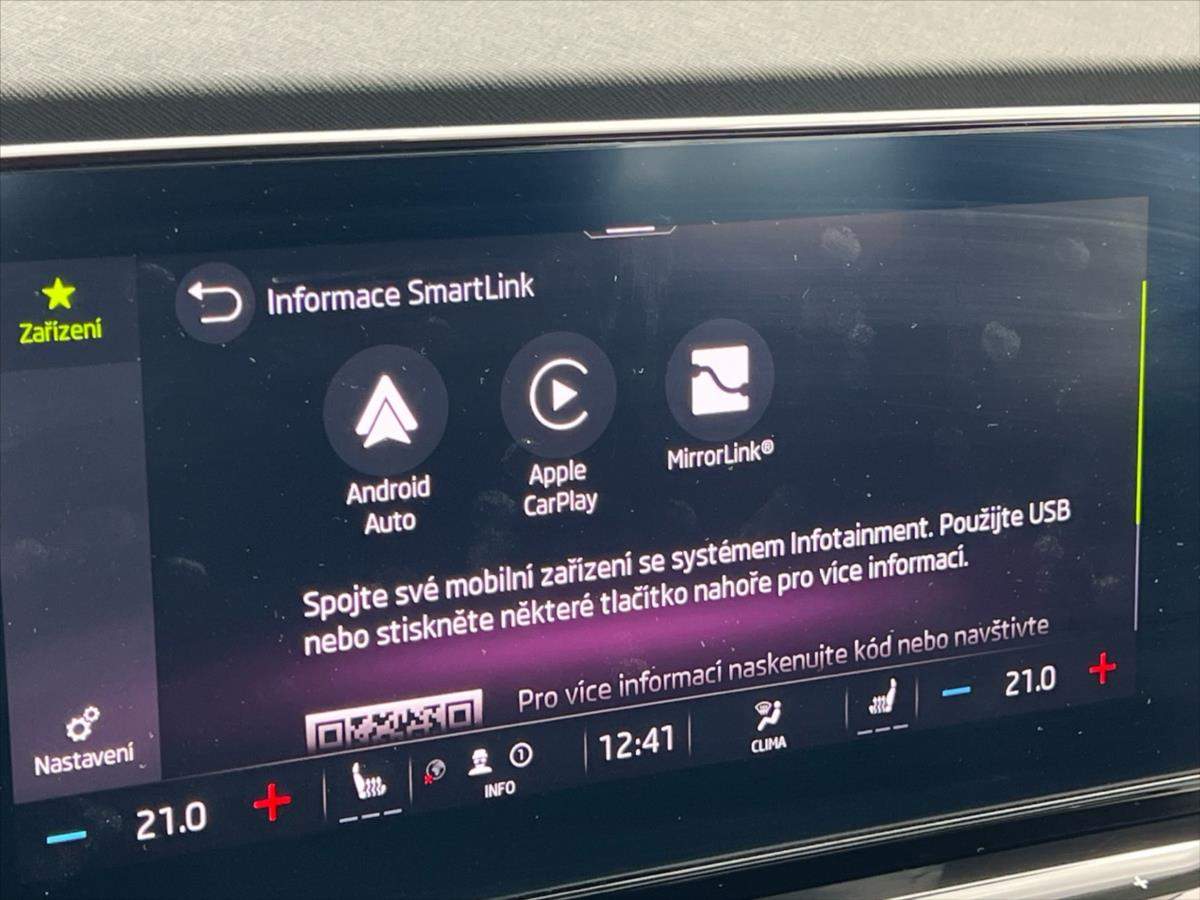 Informace SmartLink
Zařízení
Android
Auto
Apple
CarPlay
MirrorLink®
Spojte své mobilní zařízení se systémem Infotainment. Použijte USB
nebo stiskněte některé tlačítko nahoře pro více informací.
Pro více informací naskenujte kód nebo navštivte
Nastavení
21.0
1
INFO
12:41
CLIMA
21.0